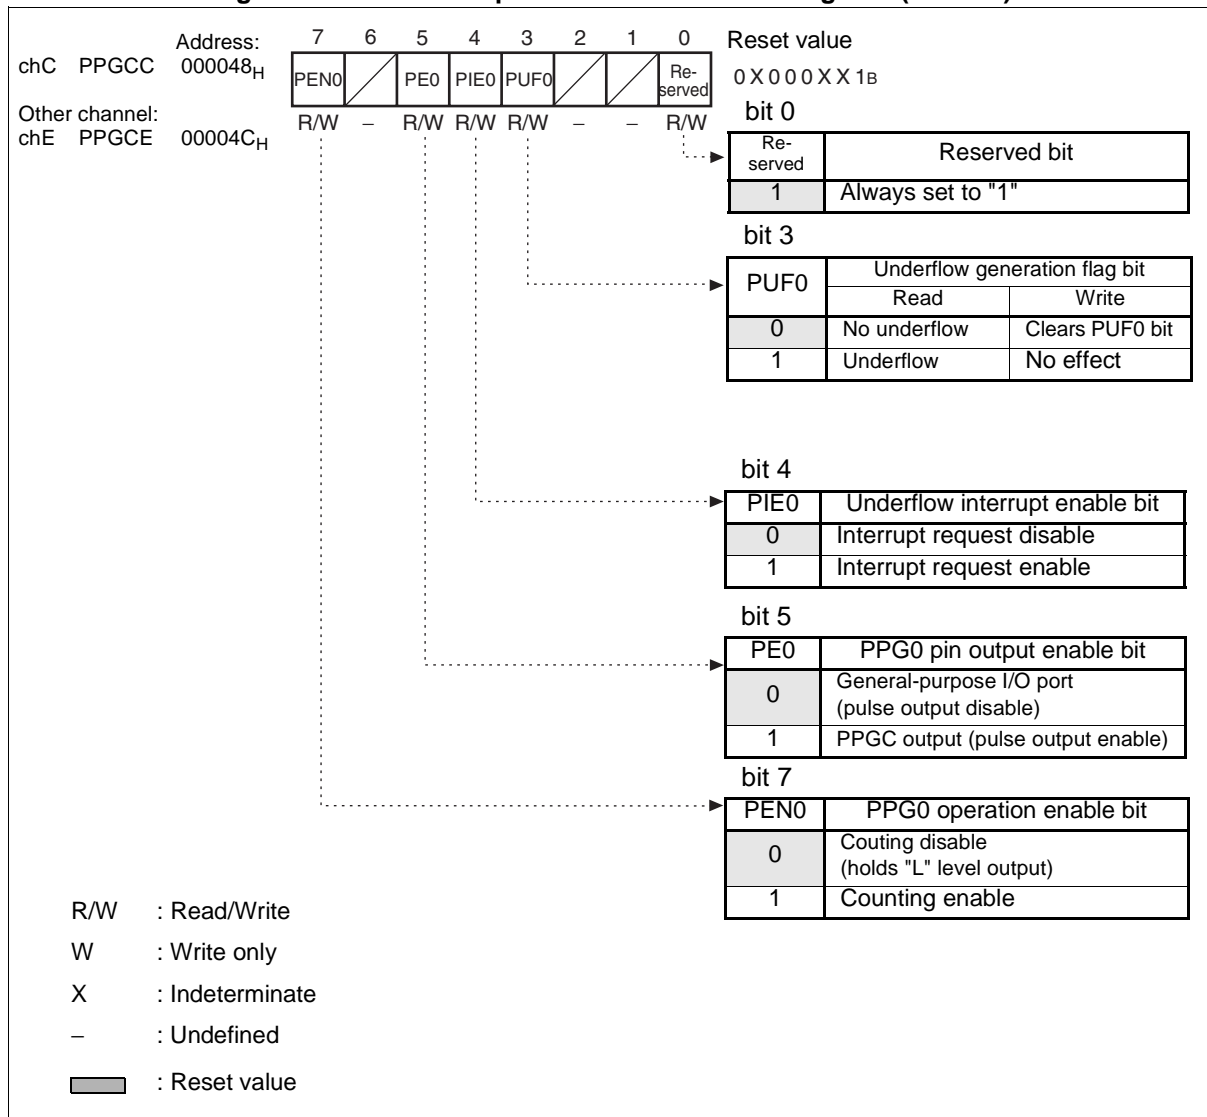 Address:
7 6 5 4 3 2 1 0
Reset value
chC PPGCC 000048H
PEN0 PE0 PIE0 PUF0 Re-served
0 X 0 0 0 X X 1B
Other channel:
R/W – R/W R/W R/W – – R/W
chE PPGCE 00004CH
bit 0
Re-served Reserved bit
1 Always set to "1"
bit 3
PUF0 Underflow generation flag bit
Read Write
0 No underflow Clears PUF0 bit
1 Underflow No effect
bit 4
PIE0 Underflow interrupt enable bit
0 Interrupt request disable
1 Interrupt request enable
bit 5
PE0 PPG0 pin output enable bit
0 General-purpose I/O port
(pulse output disable)
1 PPGC output (pulse output enable)
bit 7
PEN0 PPG0 operation enable bit
0 Couting disable
(holds "L" level output)
1 Counting enable
R/W : Read/Write
W : Write only
X : Indeterminate
– : Undefined
: Reset value